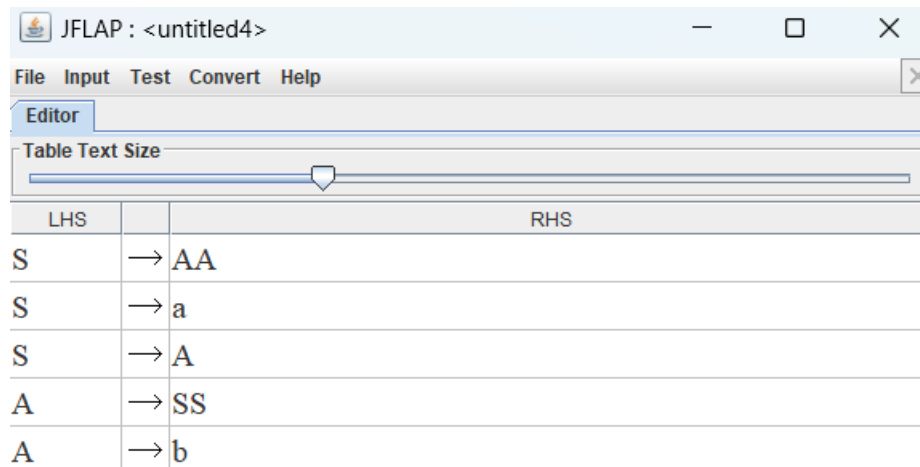 JFLAP : <untitled4>
File Input Test Convert Help
Editor
Table Text Size
LHS RHS
S → AA
S → a
S → A
A → SS
A → b